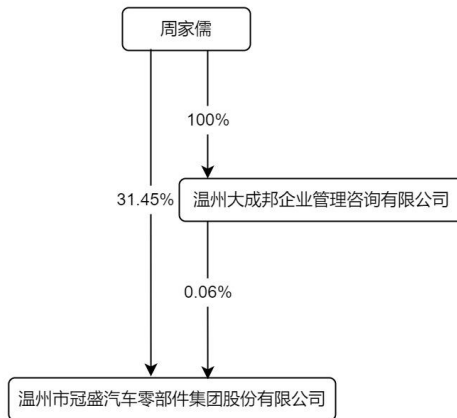 周家儒
100%
31.45%
温州大成邦企业管理咨询有限公司
0.06%
温州市冠盛汽车零部件集团股份有限公司